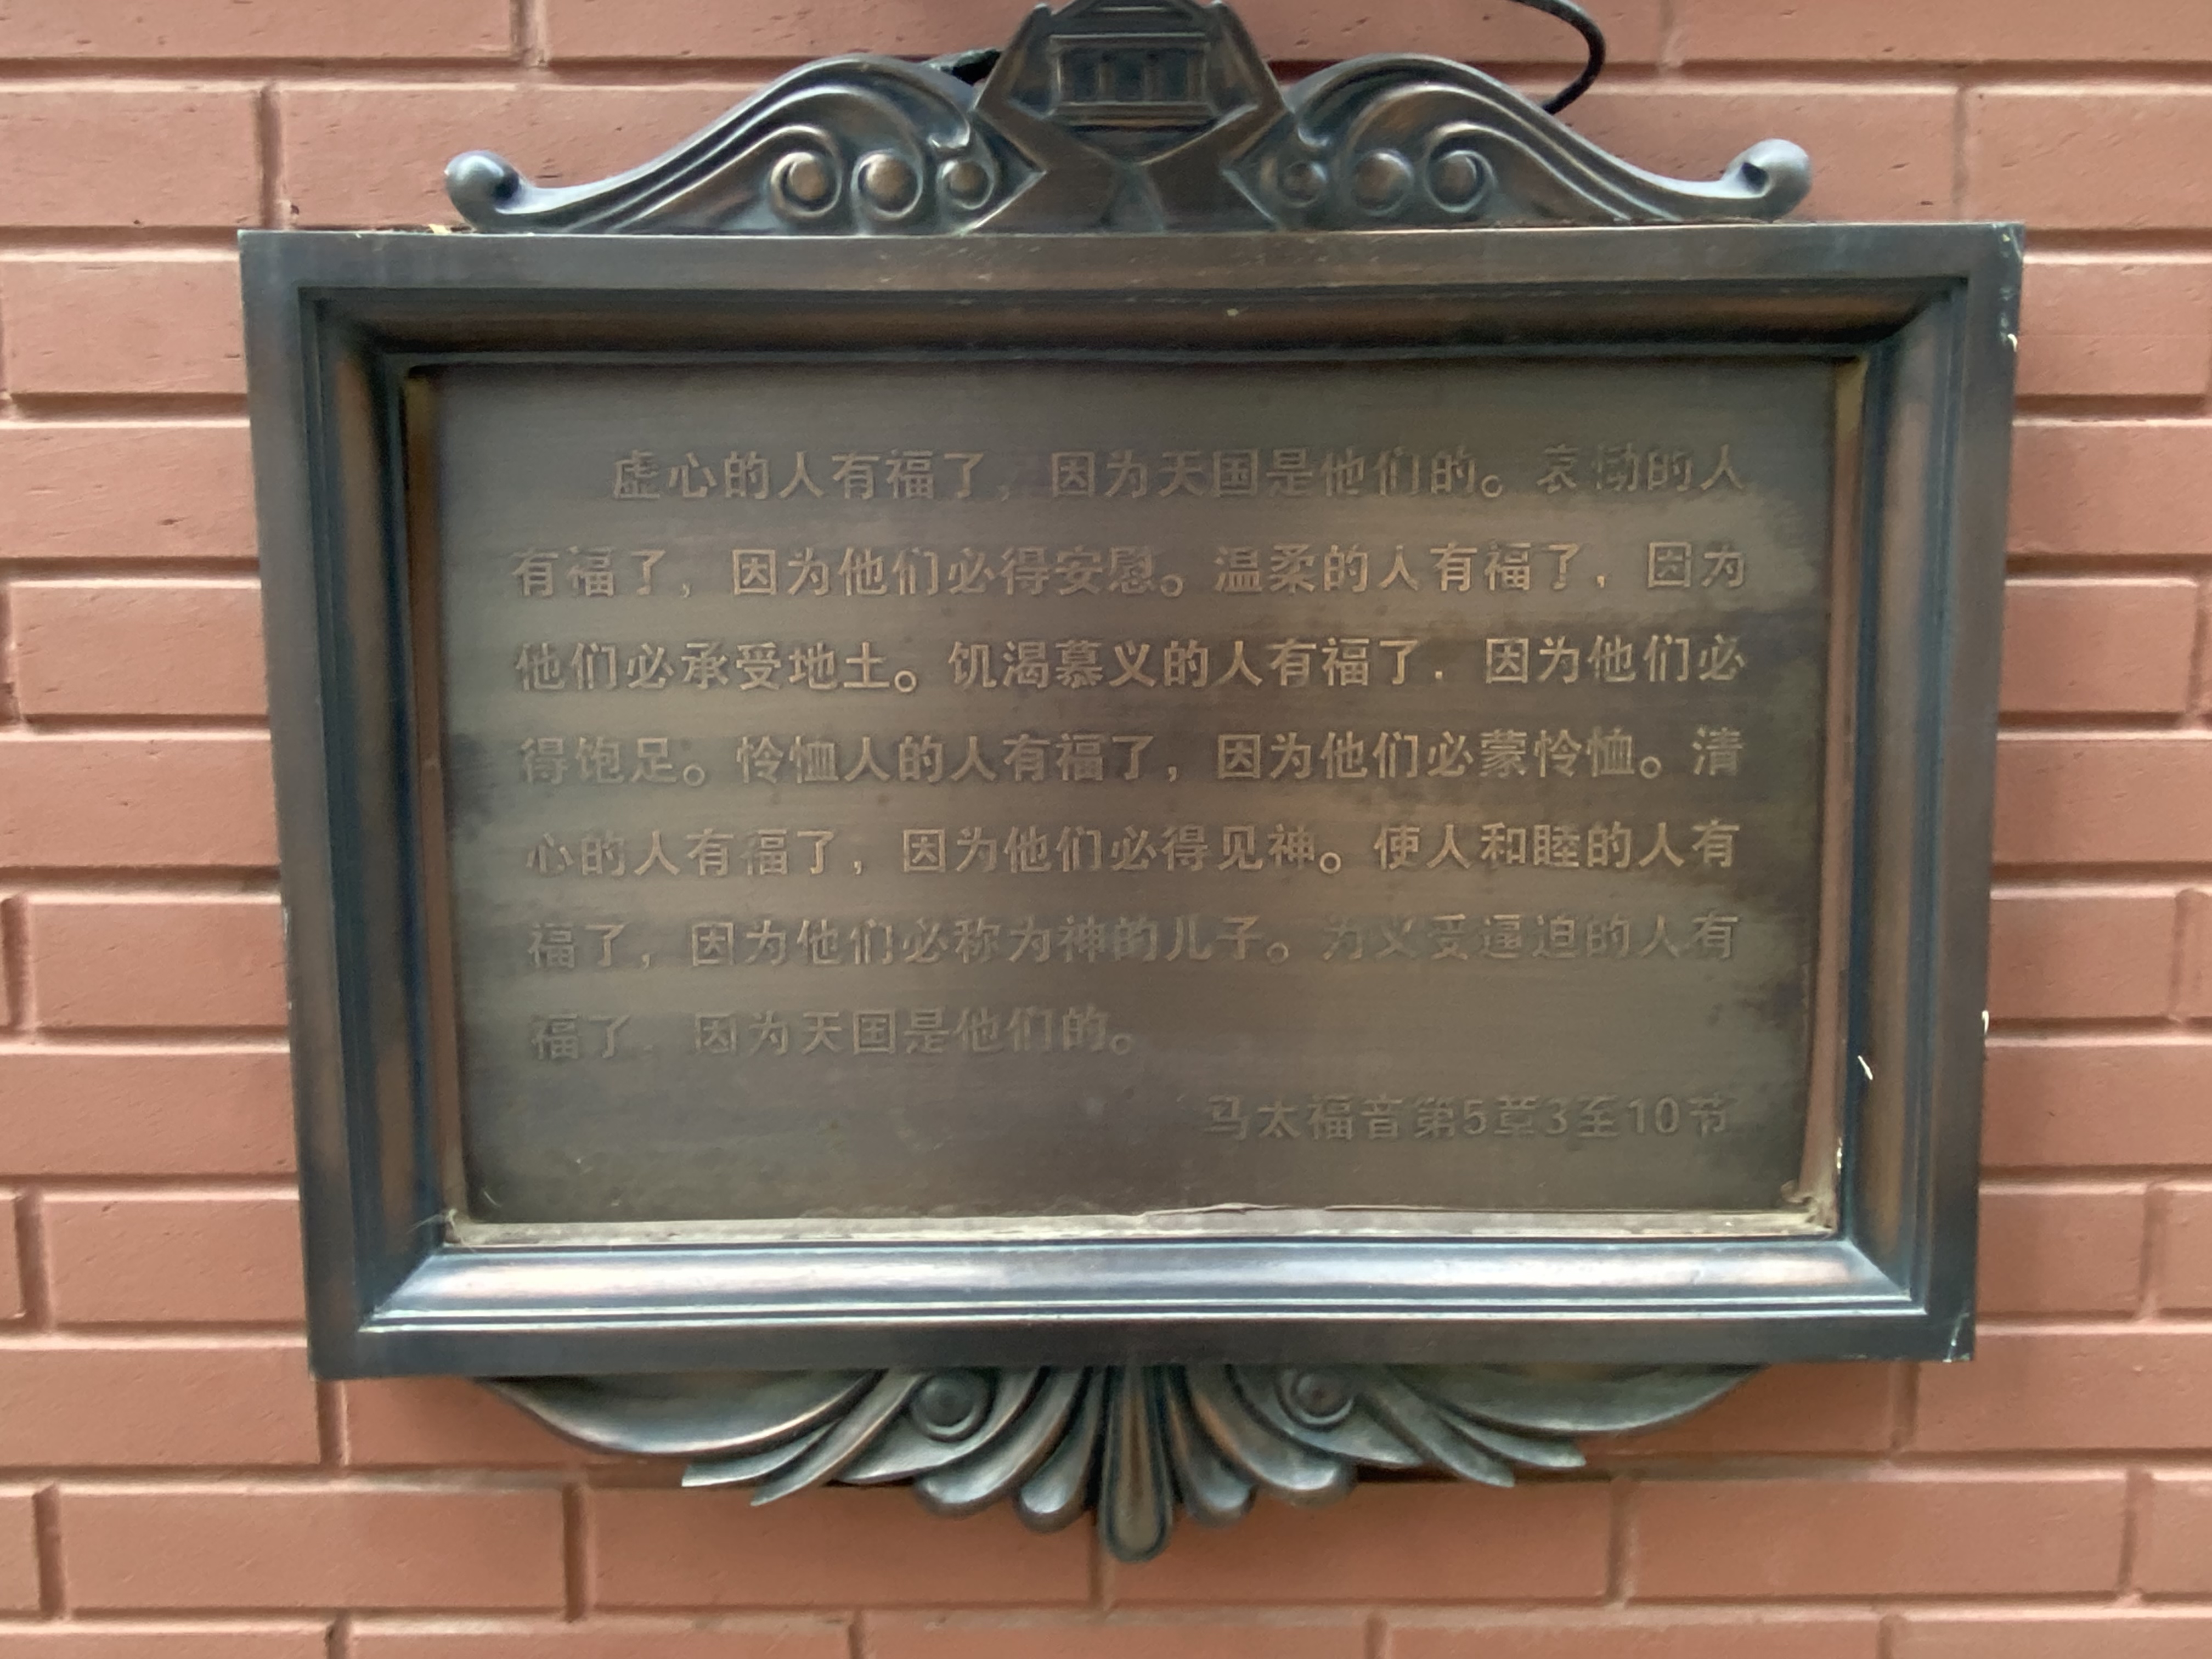 虚心的人有福了，因为天国是他们的。哀恸的人
有福了，因为他们必得安慰。温柔的人有福了，因为
他们必承受地土。饥渴慕义的人有福了，因为他们必
得饱足。怜恤人的人有福了，因为他们必蒙怜恤。清
心的人有福了，因为他们必得见神。使人和睦的人有
福了，因为他们必称为神的儿子。为义受逼迫的人有
福了，因为天国是他们的。
马太福音第5章3至10节